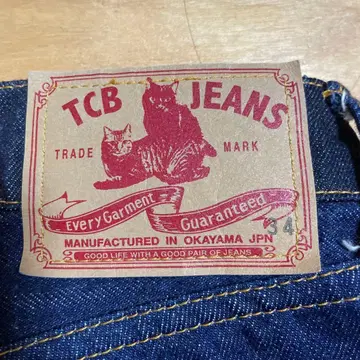 TCB JEANS
TRADE MARK
Every Garment Guaranteed
34
MANUFACTURED IN OKAYAMA JPN
GOOD LIFE WITH A GOOD PAIR OF JEANS